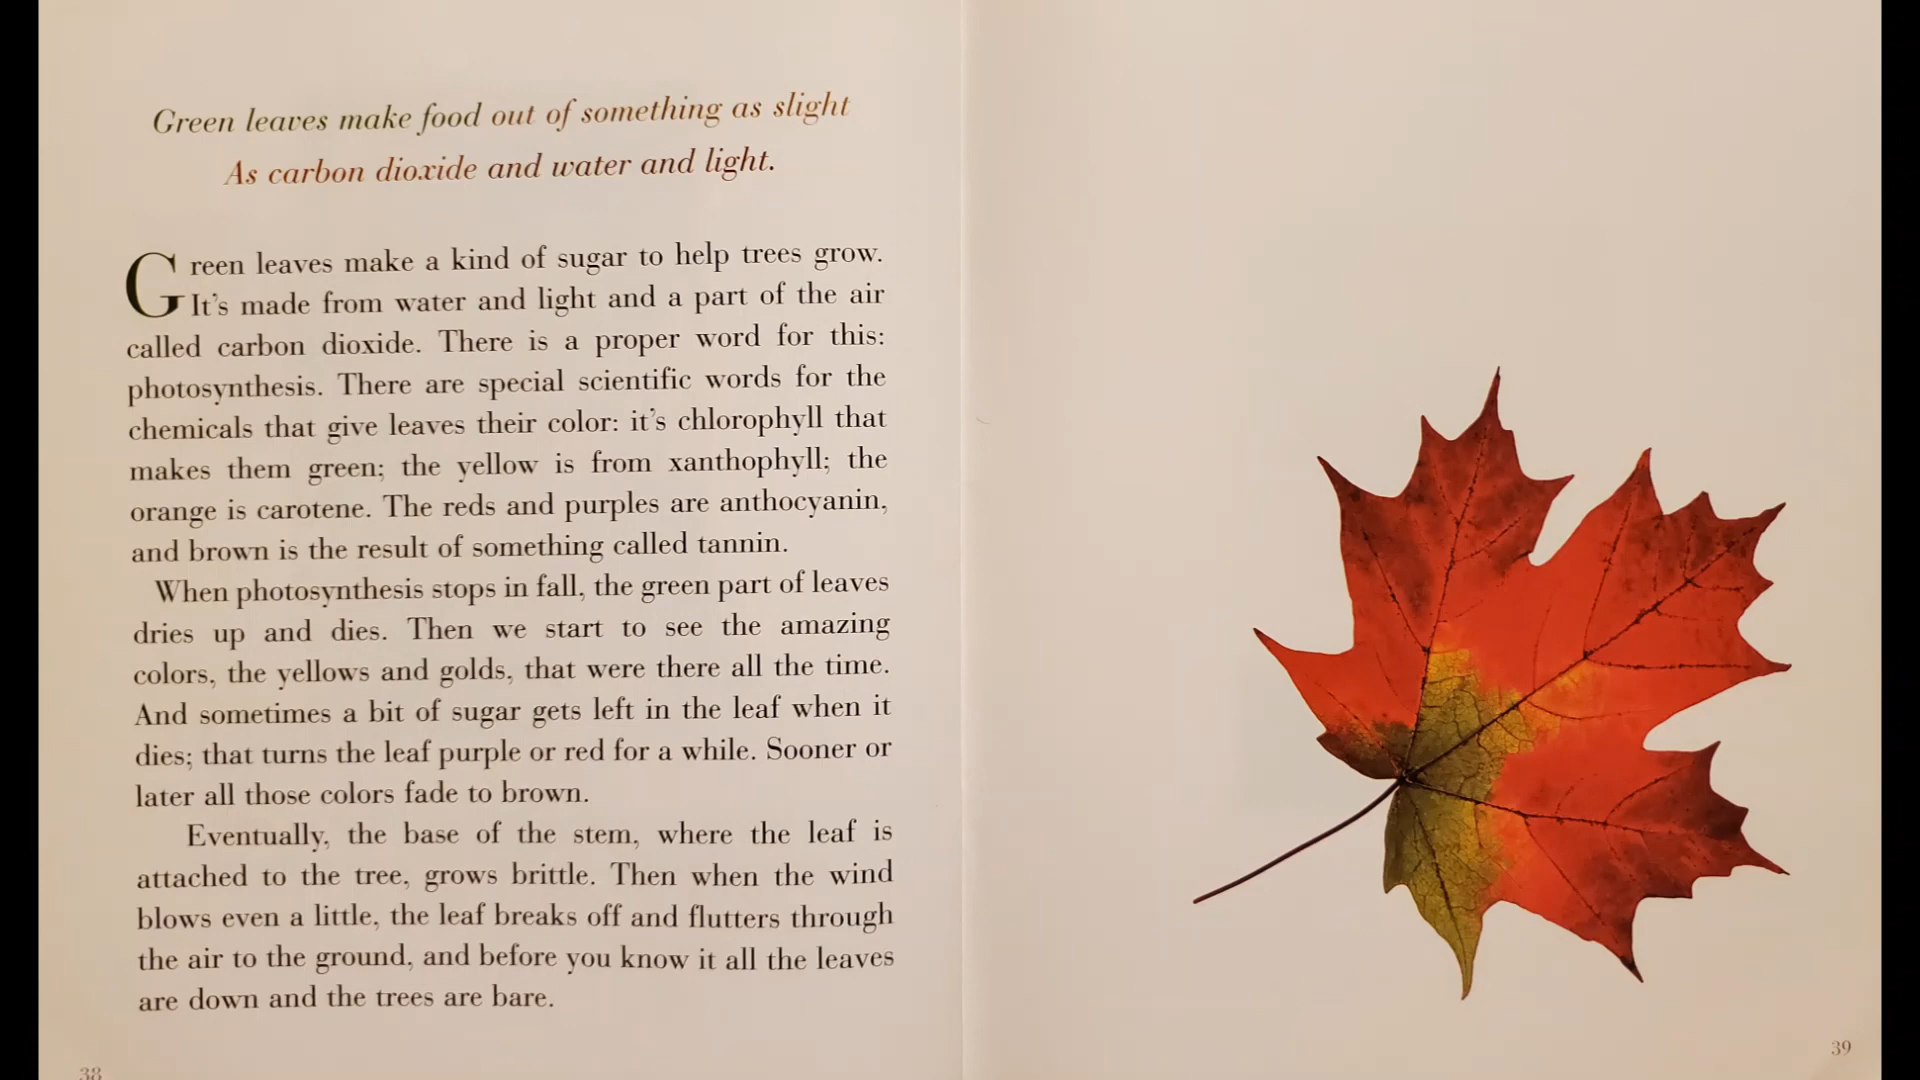 Green leaves make food out of something as slight
As carbon dioxide and water and light.
Green leaves make a kind of sugar to help trees grow.
It's made from water and light and a part of the air
called carbon dioxide. There is a proper word for this:
photosynthesis. There are special scientific words for the
chemicals that give leaves their color: it's chlorophyll that
makes them green; the yellow is from xanthophyll; the
orange is carotene. The reds and purples are anthocyanin,
and brown is the result of something called tannin.
When photosynthesis stops in fall, the green part of leaves
dries up and dies. Then we start to see the amazing
colors, the yellows and golds, that were there all the time.
And sometimes a bit of sugar gets left in the leaf when it
dies; that turns the leaf purple or red for a while. Sooner or
later all those colors fade to brown.
Eventually, the base of the stem, where the leaf is
attached to the tree, grows brittle. Then when the wind
blows even a little, the leaf breaks off and flutters through
the air to the ground, and before you know it all the leaves
are down and the trees are bare.
38
39